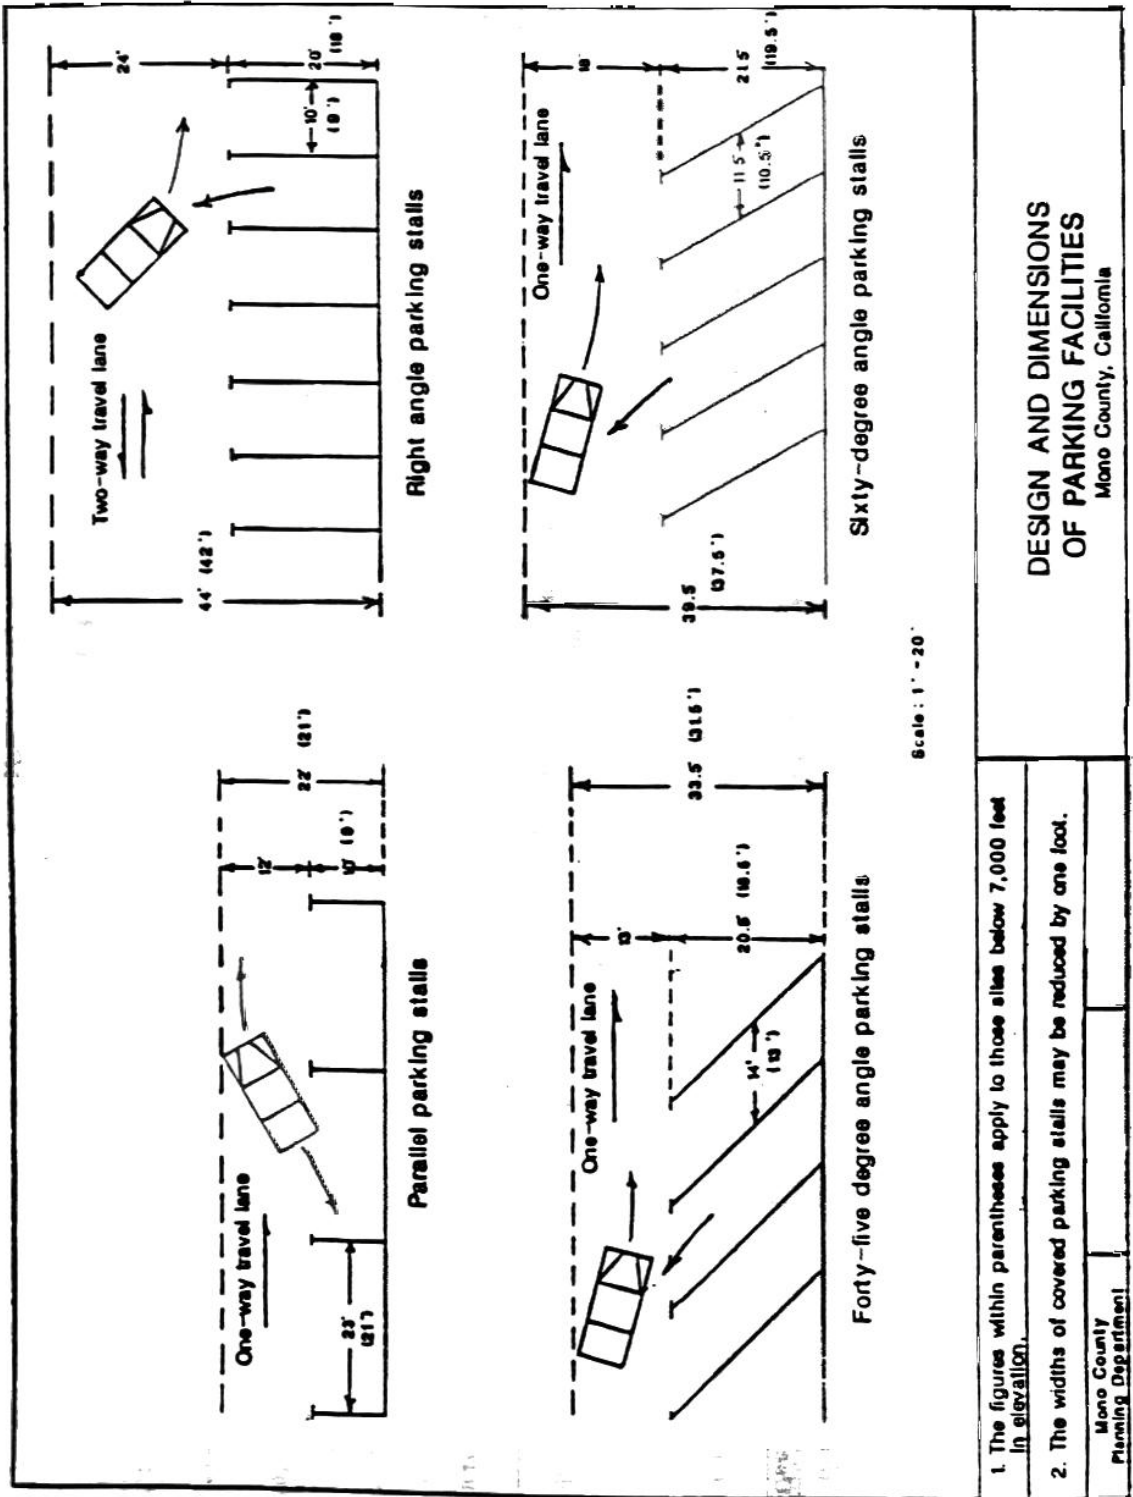 22' (21')
12'
10' (9')
One-way travel lane
23'
(21')
Parallel parking stalls
44' (42')
24'
20'
(18')
Two-way travel lane
10'
(9')
Right angle parking stalls
33.5' (31.5')
13'
20.5' (18.5')
One-way travel lane
14'
(13')
Forty-five degree angle parking stalls
39.5'
(37.5')
18'
21.5'
(19.5')
One-way travel lane
11.5'
(10.5')
Sixty-degree angle parking stalls
Scale: 1" - 20'
1. The figures within parentheses apply to those sites below 7,000 feet
in elevation.
2. The widths of covered parking stalls may be reduced by one foot.
Mono County
Planning Department
DESIGN AND DIMENSIONS
OF PARKING FACILITIES
Mono County, California